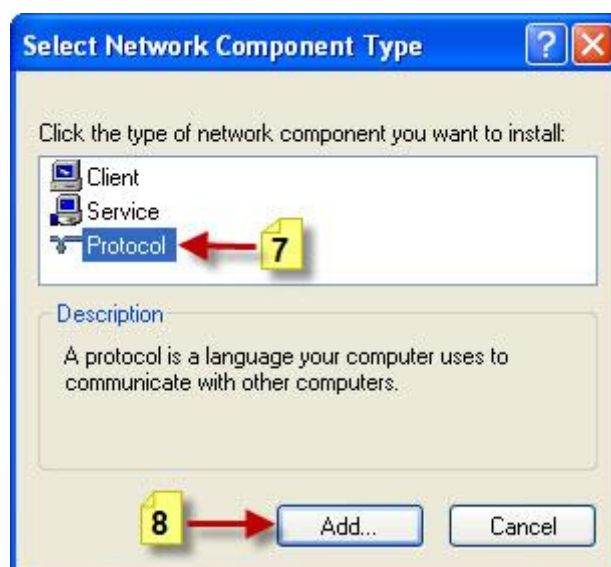 Select Network Component Type
Click the type of network component you want to install:
Client
Service
Protocol
7
Description
A protocol is a language your computer uses to
communicate with other computers.
8
Add...
Cancel